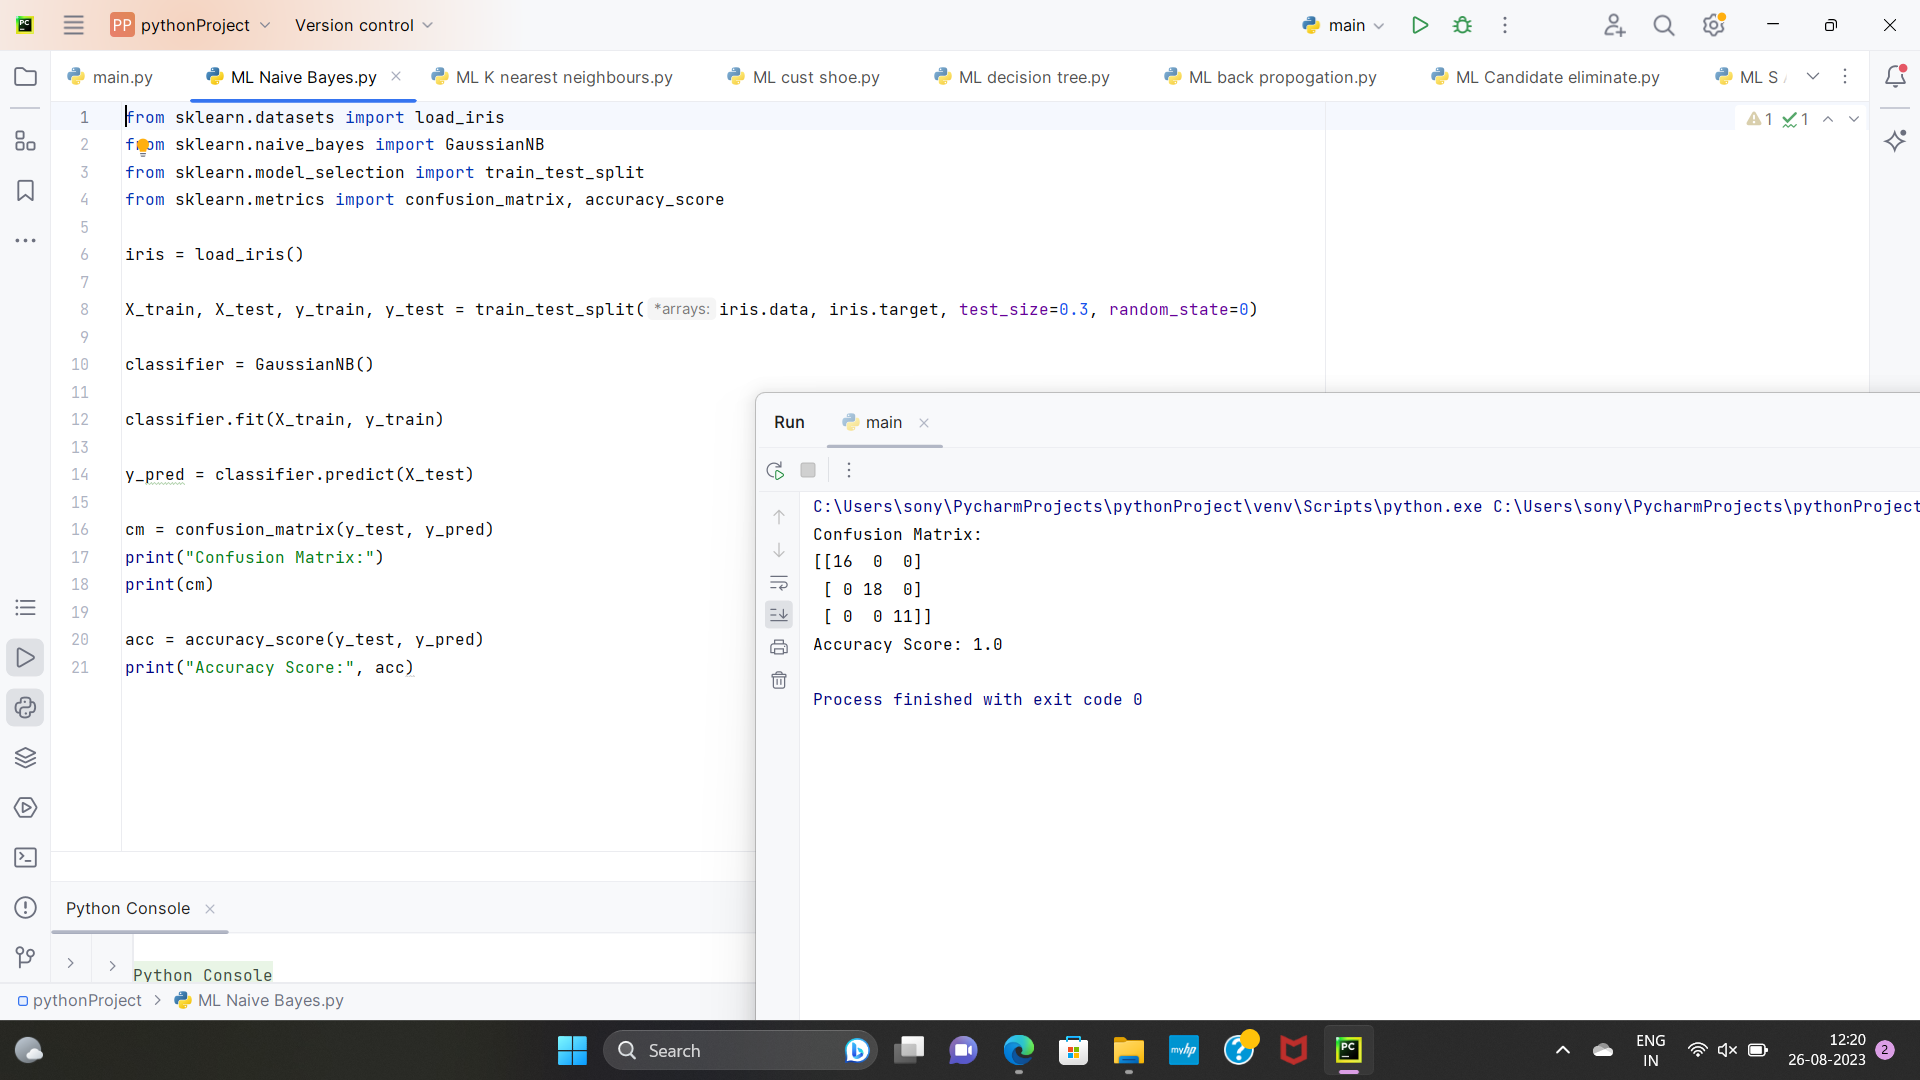 PP pythonProject Version control main
main.py ML Naive Bayes.py ML K nearest neighbours.py ML cust shoe.py ML decision tree.py ML back propogation.py ML Candidate eliminate.py ML S
1 from sklearn.datasets import load_iris
2 from sklearn.naive_bayes import GaussianNB
3 from sklearn.model_selection import train_test_split
4 from sklearn.metrics import confusion_matrix, accuracy_score
5
6 iris = load_iris()
7
8 X_train, X_test, y_train, y_test = train_test_split( *arrays: iris.data, iris.target, test_size=0.3, random_state=0)
9
10 classifier = GaussianNB()
11
12 classifier.fit(X_train, y_train)
13
14 y_pred = classifier.predict(X_test)
15
16 cm = confusion_matrix(y_test, y_pred)
17 print("Confusion Matrix:")
18 print(cm)
19
20 acc = accuracy_score(y_test, y_pred)
21 print("Accuracy Score:", acc)
1 1
Run main
C:\Users\sony\PycharmProjects\pythonProject\venv\Scripts\python.exe C:\Users\sony\PycharmProjects\pythonProject
Confusion Matrix:
[[16  0  0]
 [ 0 18  0]
 [ 0  0 11]]
Accuracy Score: 1.0
Process finished with exit code 0
Python Console
Python Console
pythonProject > ML Naive Bayes.py
Search
myhp
PC
ENG
IN
12:20
26-08-2023
2